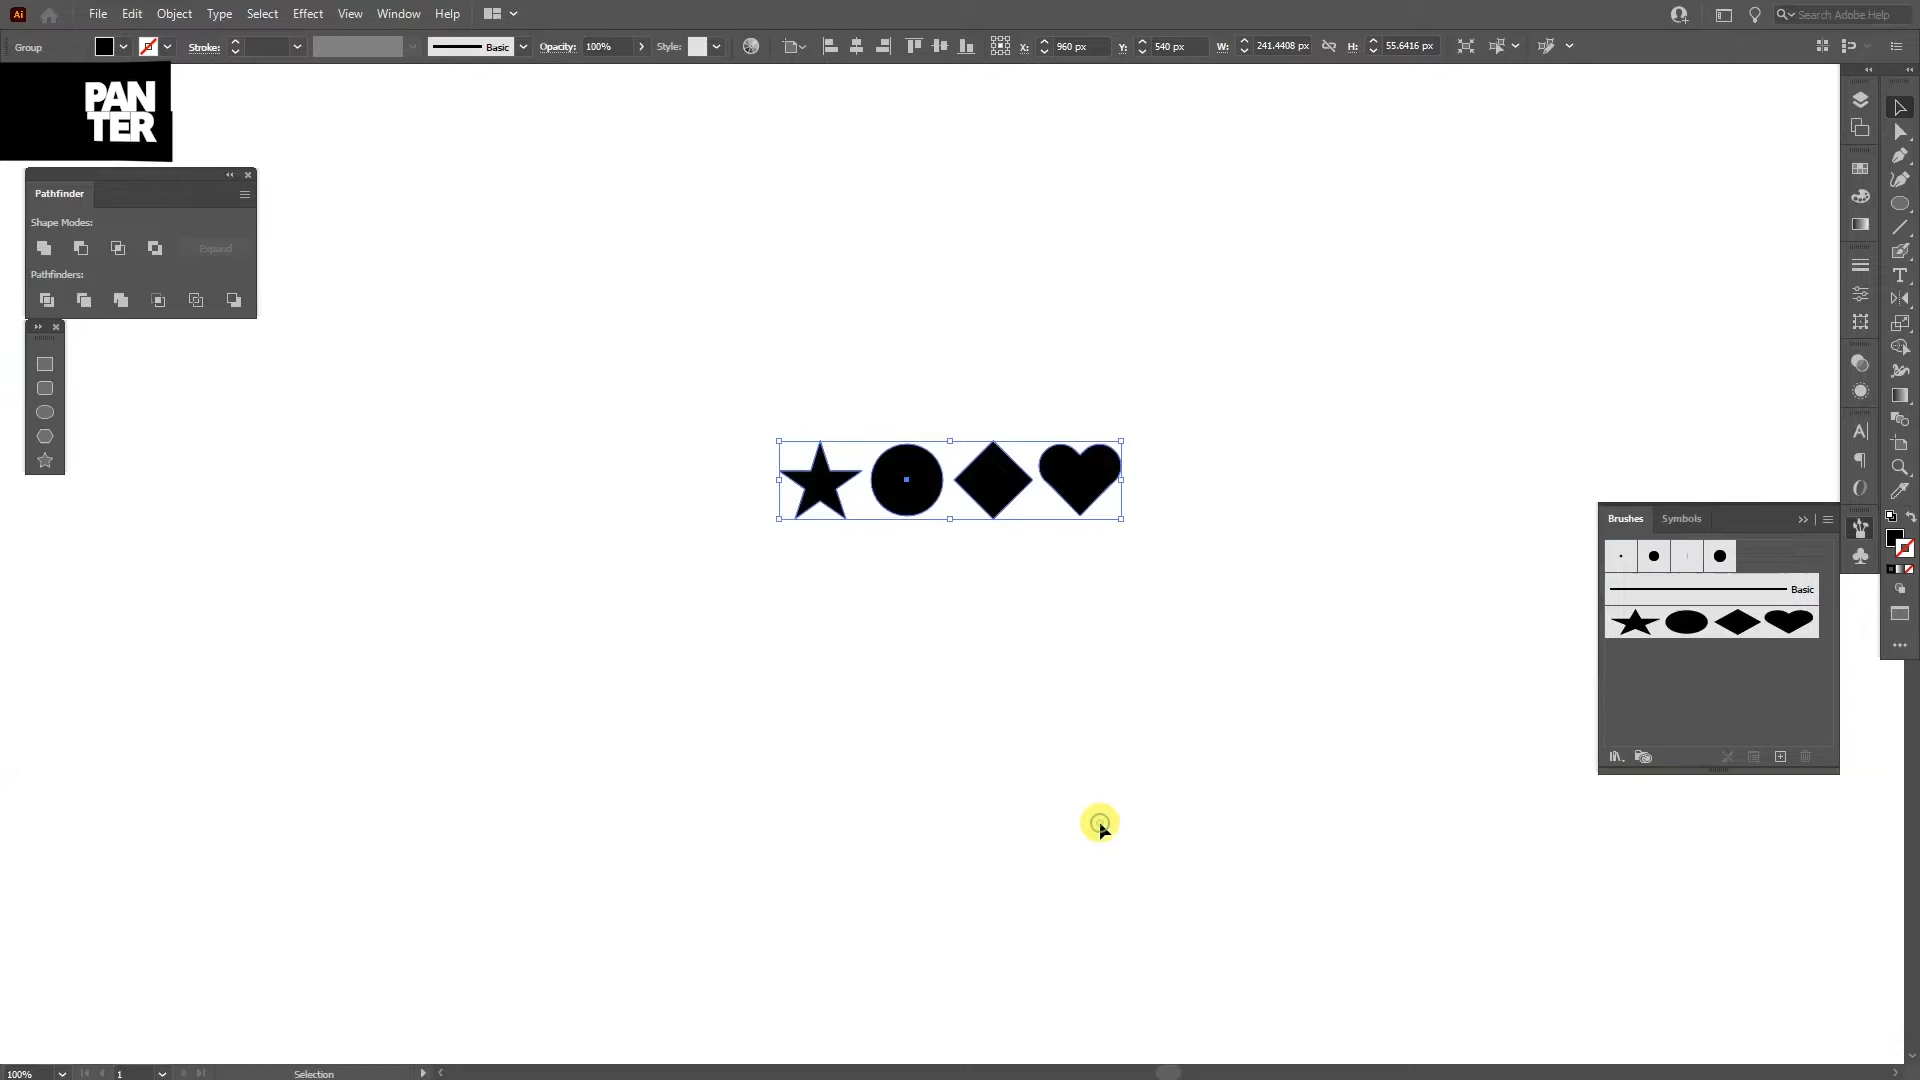 Ai File Edit Object Type Select Effect View Window Help Search Adobe Help
Group Stroke: Basic Opacity: 100% Style: X: 960 px Y: 540 px W: 241.4408 px H: 55.6416 px
PAN
TER
Pathfinder
Shape Modes:
Expand
Pathfinders:
Brushes Symbols
Basic
100% 1 Selection